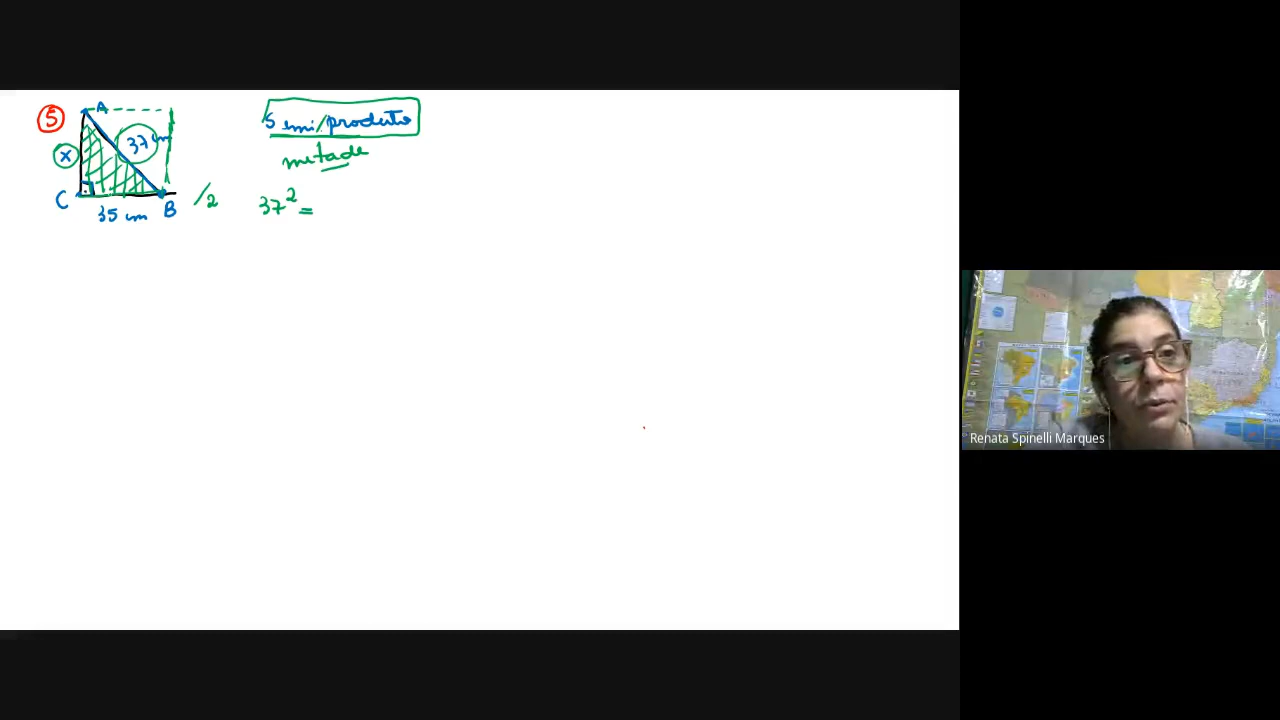 5
A
37 cm
x
C
35 cm
B
/2
Semi/produto
metade
37² =
Renata Spinelli Marques